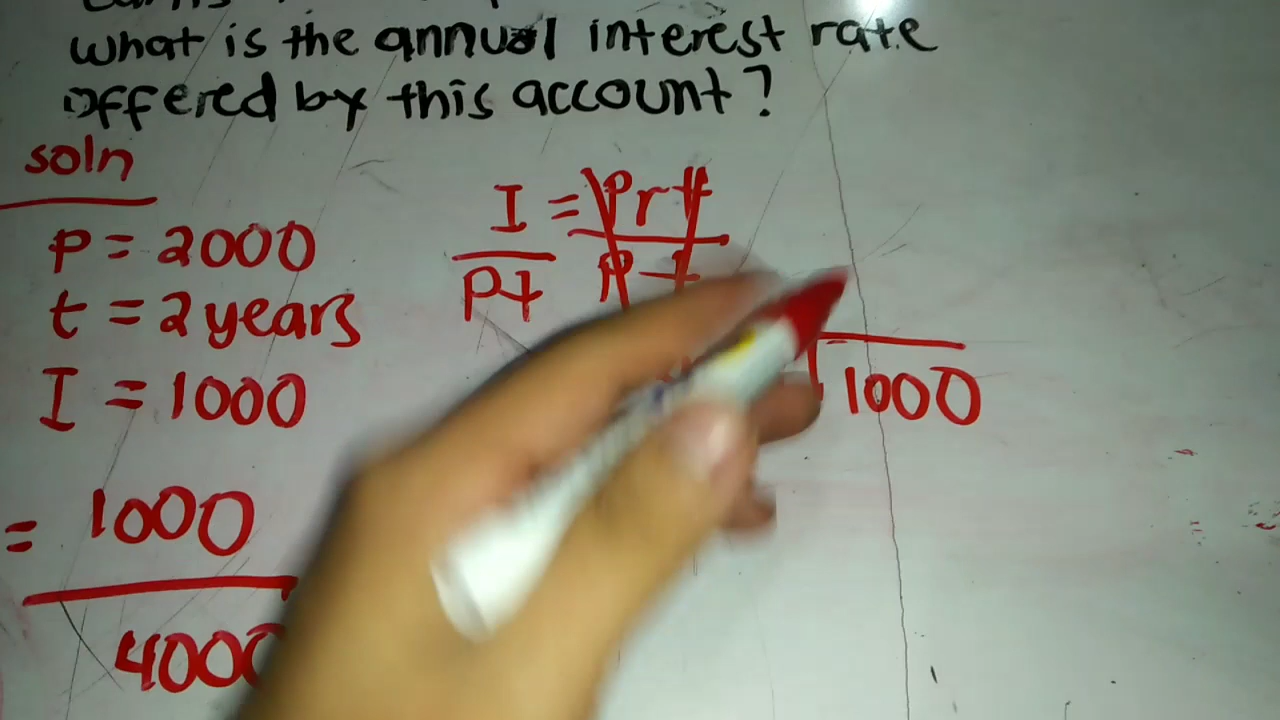 what is the annual interest rate
offered by this account?
soln
P = 2000
t = 2 years
I = 1000
I = Prt
Pt Pt
1000
= 1000
4000